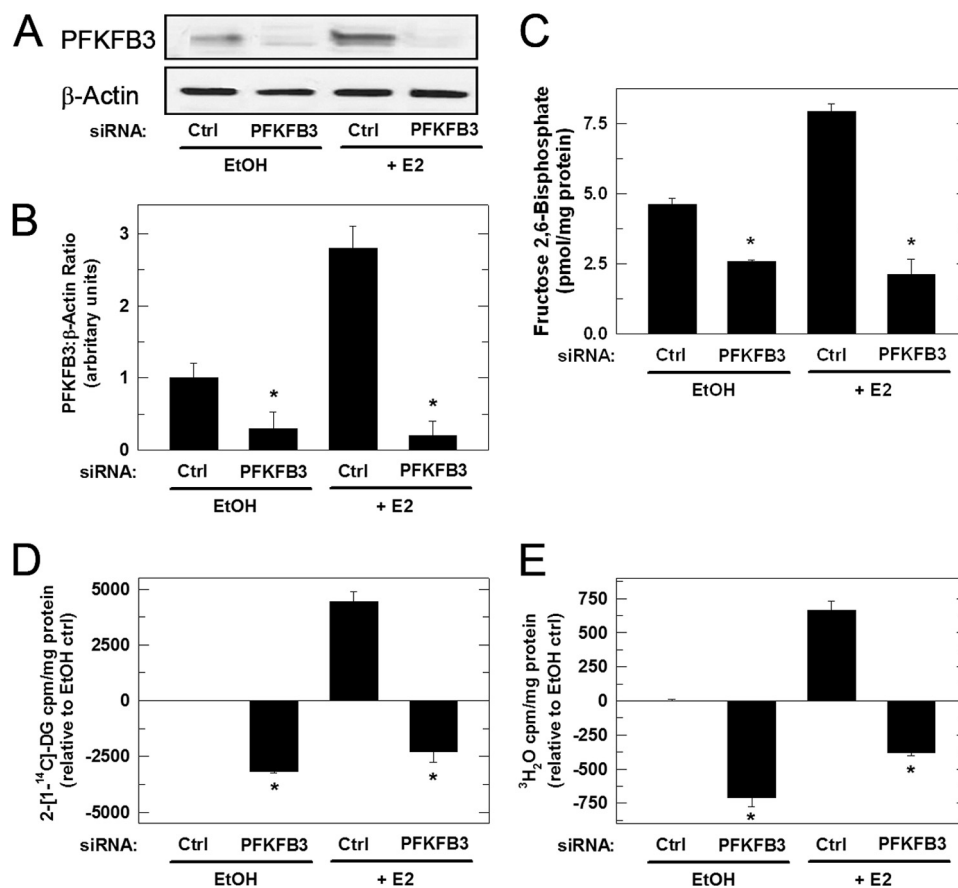 A
PFKFB3
β-Actin
siRNA: Ctrl PFKFB3 Ctrl PFKFB3
EtOH + E2
B
PFKFB3:β-Actin Ratio
(arbritary units)
3
2
1
0
siRNA: Ctrl PFKFB3 Ctrl PFKFB3
EtOH + E2
* *
C
Fructose 2,6-Bisphosphate
(pmol/mg protein)
7.5
5.0
2.5
0.0
* *
siRNA: Ctrl PFKFB3 Ctrl PFKFB3
EtOH + E2
D
2-[1-¹⁴C]-DG cpm/mg protein
(relative to EtOH ctrl)
5000
2500
0
-2500
-5000
* *
siRNA: Ctrl PFKFB3 Ctrl PFKFB3
EtOH + E2
E
³H₂O cpm/mg protein
(relative to EtOH ctrl)
750
500
250
0
-250
-500
-750
* *
siRNA: Ctrl PFKFB3 Ctrl PFKFB3
EtOH + E2